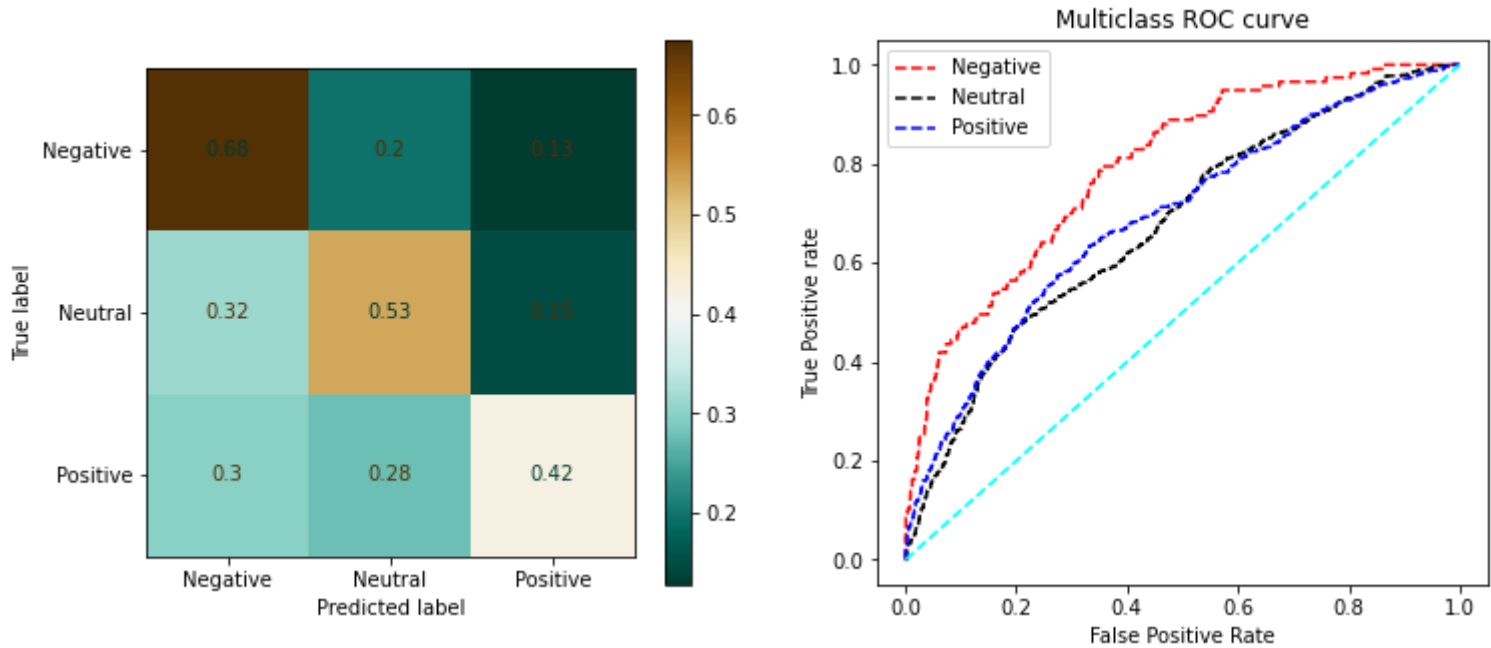 Negative 0.68 0.2 0.13
Neutral 0.32 0.53 0.15
Positive 0.3 0.28 0.42
Negative Neutral Positive
Predicted label
True label
0.6
0.5
0.4
0.3
0.2
Multiclass ROC curve
Negative
Neutral
Positive
1.0
0.8
0.6
0.4
0.2
0.0
True Positive rate
0.0 0.2 0.4 0.6 0.8 1.0
False Positive Rate